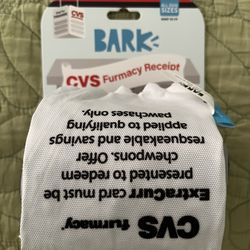 BARK
CVS Furmacy Receipt
CVS
furmacy.
ExtraCurr card must be
presented to redeem
chewpons. Offer
resqueakable and savings
applied to qualifying
pawchases only.